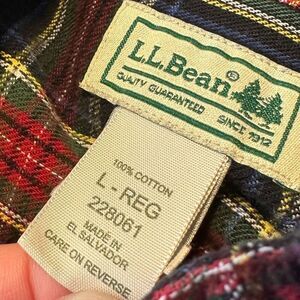 L.L.Bean®
QUALITY GUARANTEED
SINCE 1912
100% COTTON
L - REG
228061
MADE IN
EL SALVADOR
CARE ON REVERSE